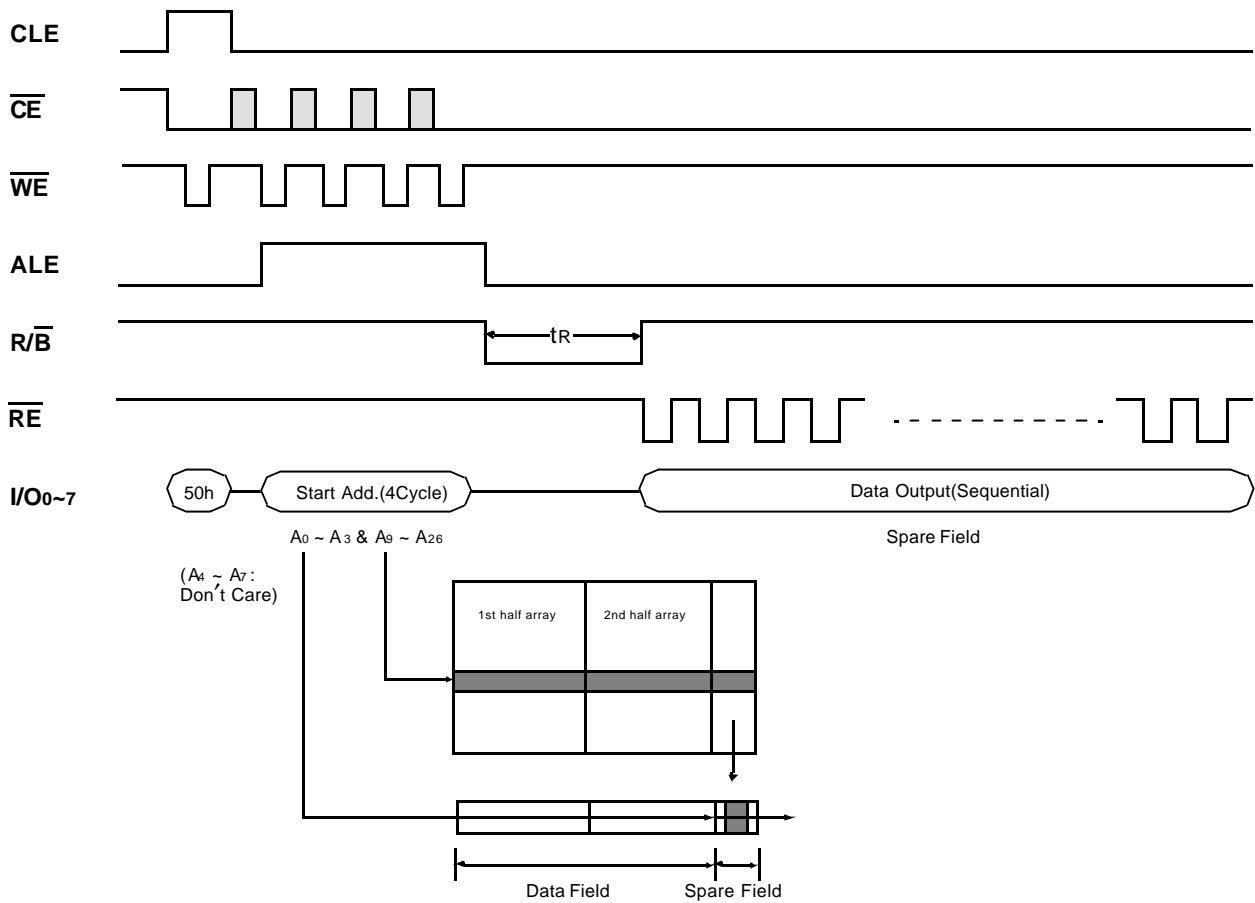 CLE
CE
WE
ALE
R/B
tR
RE
I/O0~7
50h
Start Add.(4Cycle)
Data Output(Sequential)
A0 ~ A3 & A9 ~ A26
Spare Field
(A4 ~ A7:
Don't Care)
1st half array
2nd half array
Data Field
Spare Field